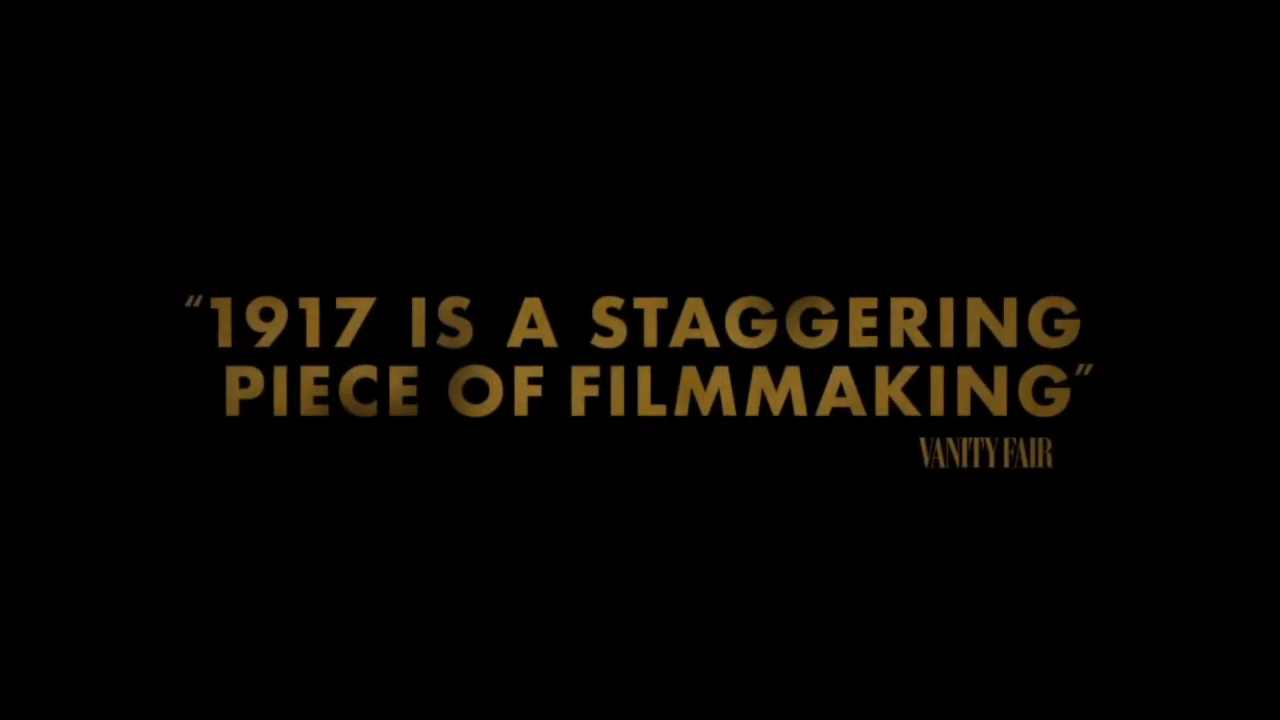 “1917 IS A STAGGERING
PIECE OF FILMMAKING”
VANITY FAIR